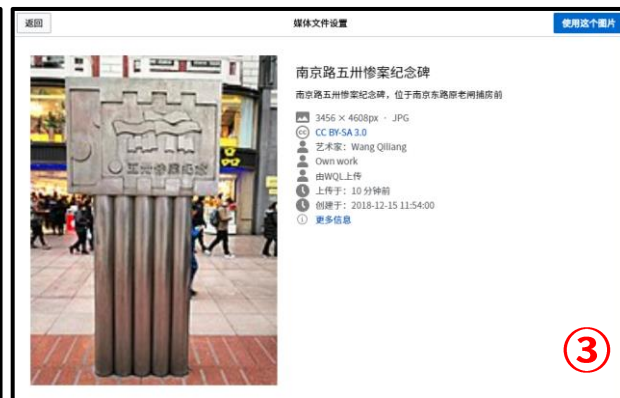 返回
媒体文件设置
使用这个图片
南京路五卅惨案纪念碑
南京路五卅惨案纪念碑，位于南京东路原老闸捕房前
3456 × 4608px · JPG
CC BY-SA 3.0
艺术家：Wang Qiliang
Own work
由WQL上传
上传于：10 分钟前
创建于：2018-12-15 11:54:00
更多信息
五卅惨案纪念
③